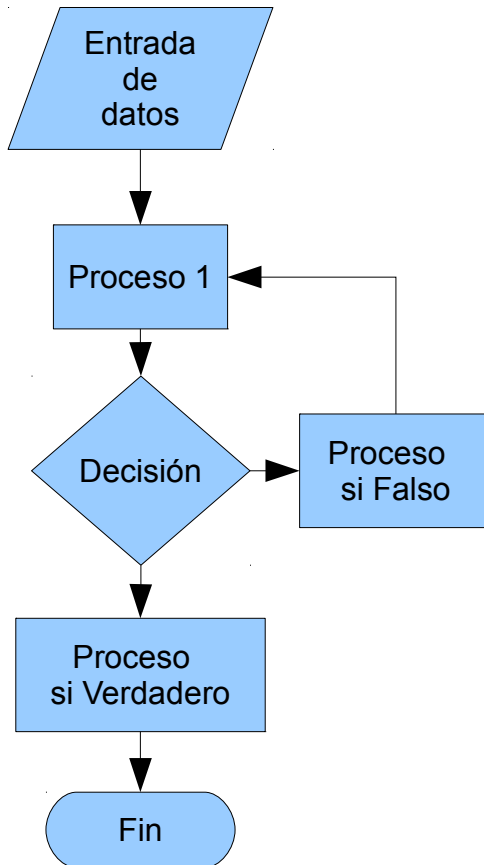 Entrada
de
datos
Proceso 1
Decisión
Proceso
si Falso
Proceso
si Verdadero
Fin